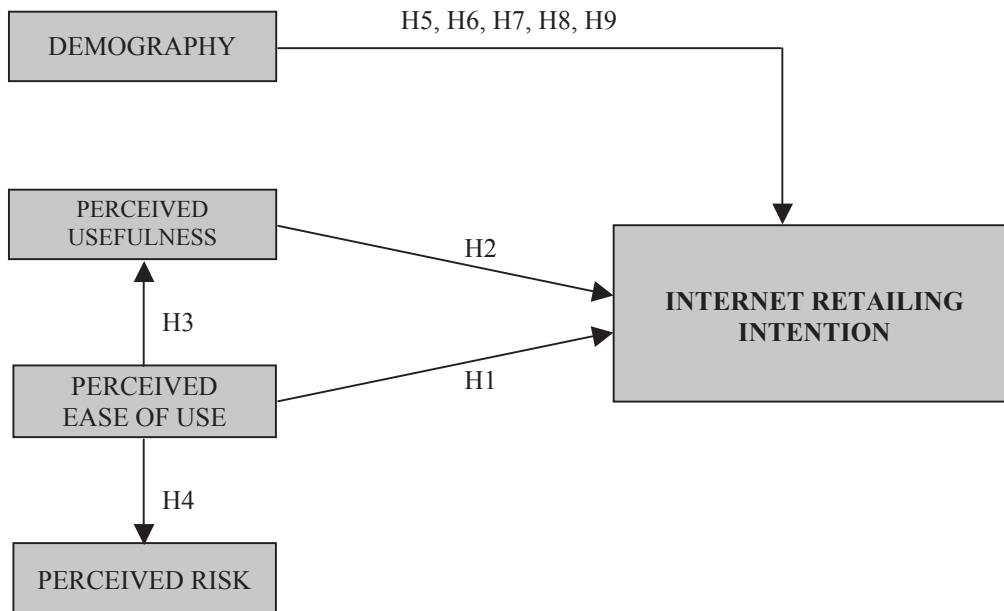 H5, H6, H7, H8, H9
DEMOGRAPHY
PERCEIVED
USEFULNESS
H2
INTERNET RETAILING
INTENTION
H3
PERCEIVED
EASE OF USE
H1
H4
PERCEIVED RISK